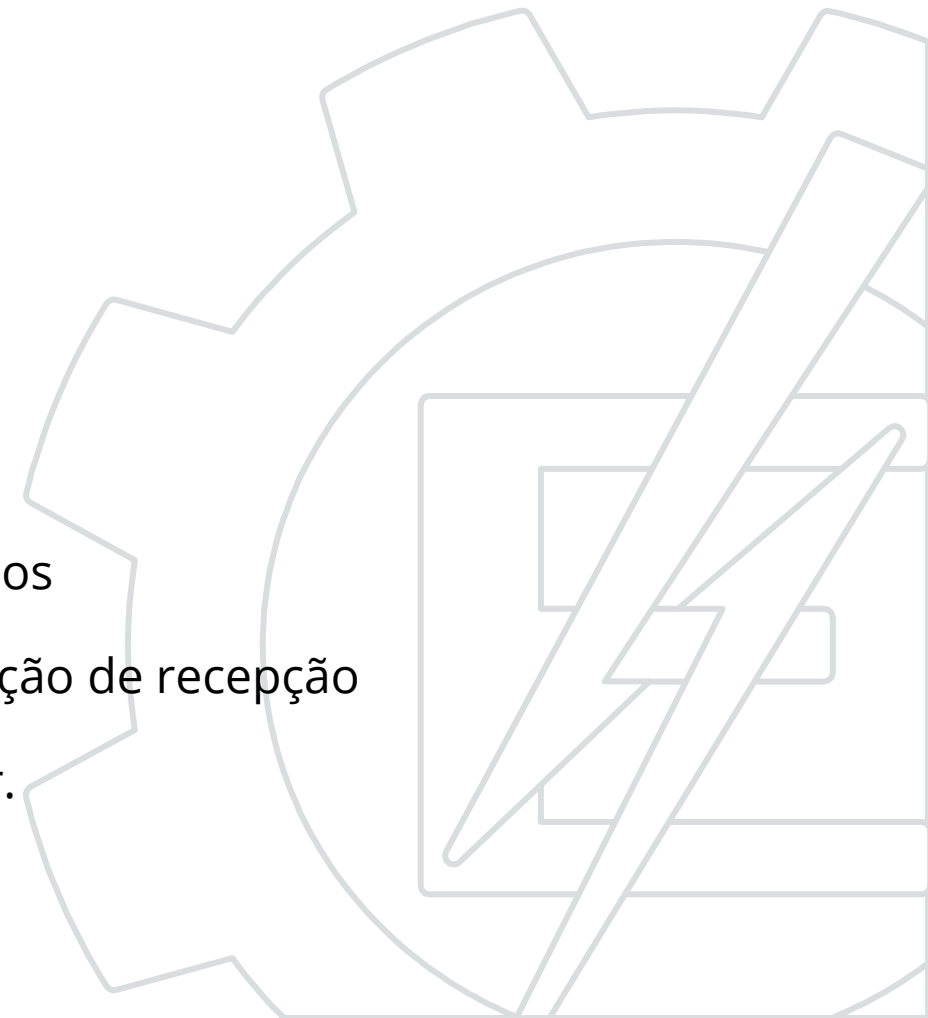 os
ção de recepção
.